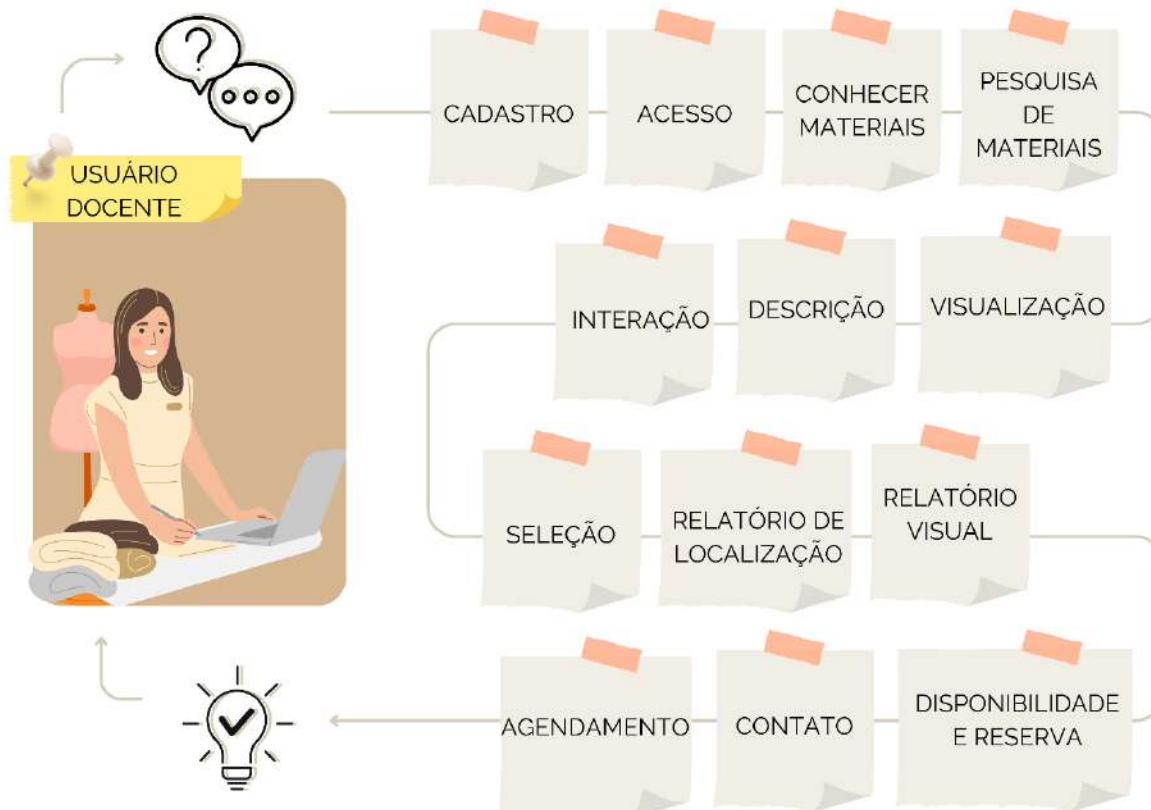 USUÁRIO
DOCENTE
?
CADASTRO
ACESSO
CONHECER
MATERIAIS
PESQUISA
DE
MATERIAIS
VISUALIZAÇÃO
DESCRIÇÃO
INTERAÇÃO
SELEÇÃO
RELATÓRIO DE
LOCALIZAÇÃO
RELATÓRIO
VISUAL
DISPONIBILIDADE
E RESERVA
CONTATO
AGENDAMENTO